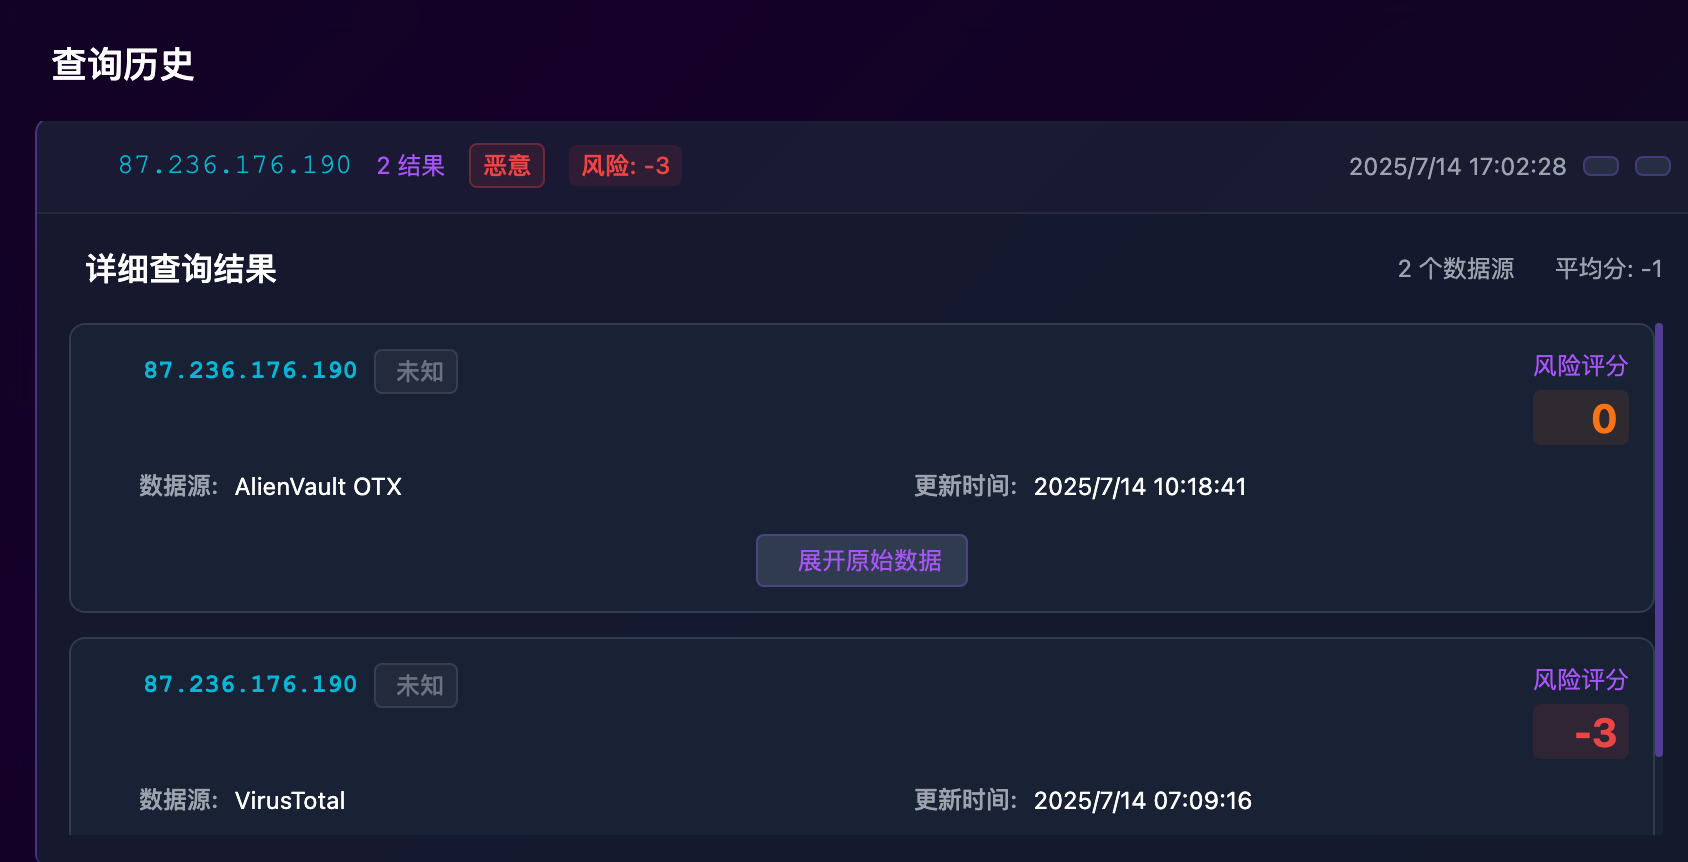 查询历史
87.236.176.190 2 结果 恶意 风险: -3 2025/7/14 17:02:28
详细查询结果 2 个数据源 平均分: -1
87.236.176.190 未知 风险评分
0
数据源: AlienVault OTX 更新时间: 2025/7/14 10:18:41
展开原始数据
87.236.176.190 未知 风险评分
-3
数据源: VirusTotal 更新时间: 2025/7/14 07:09:16